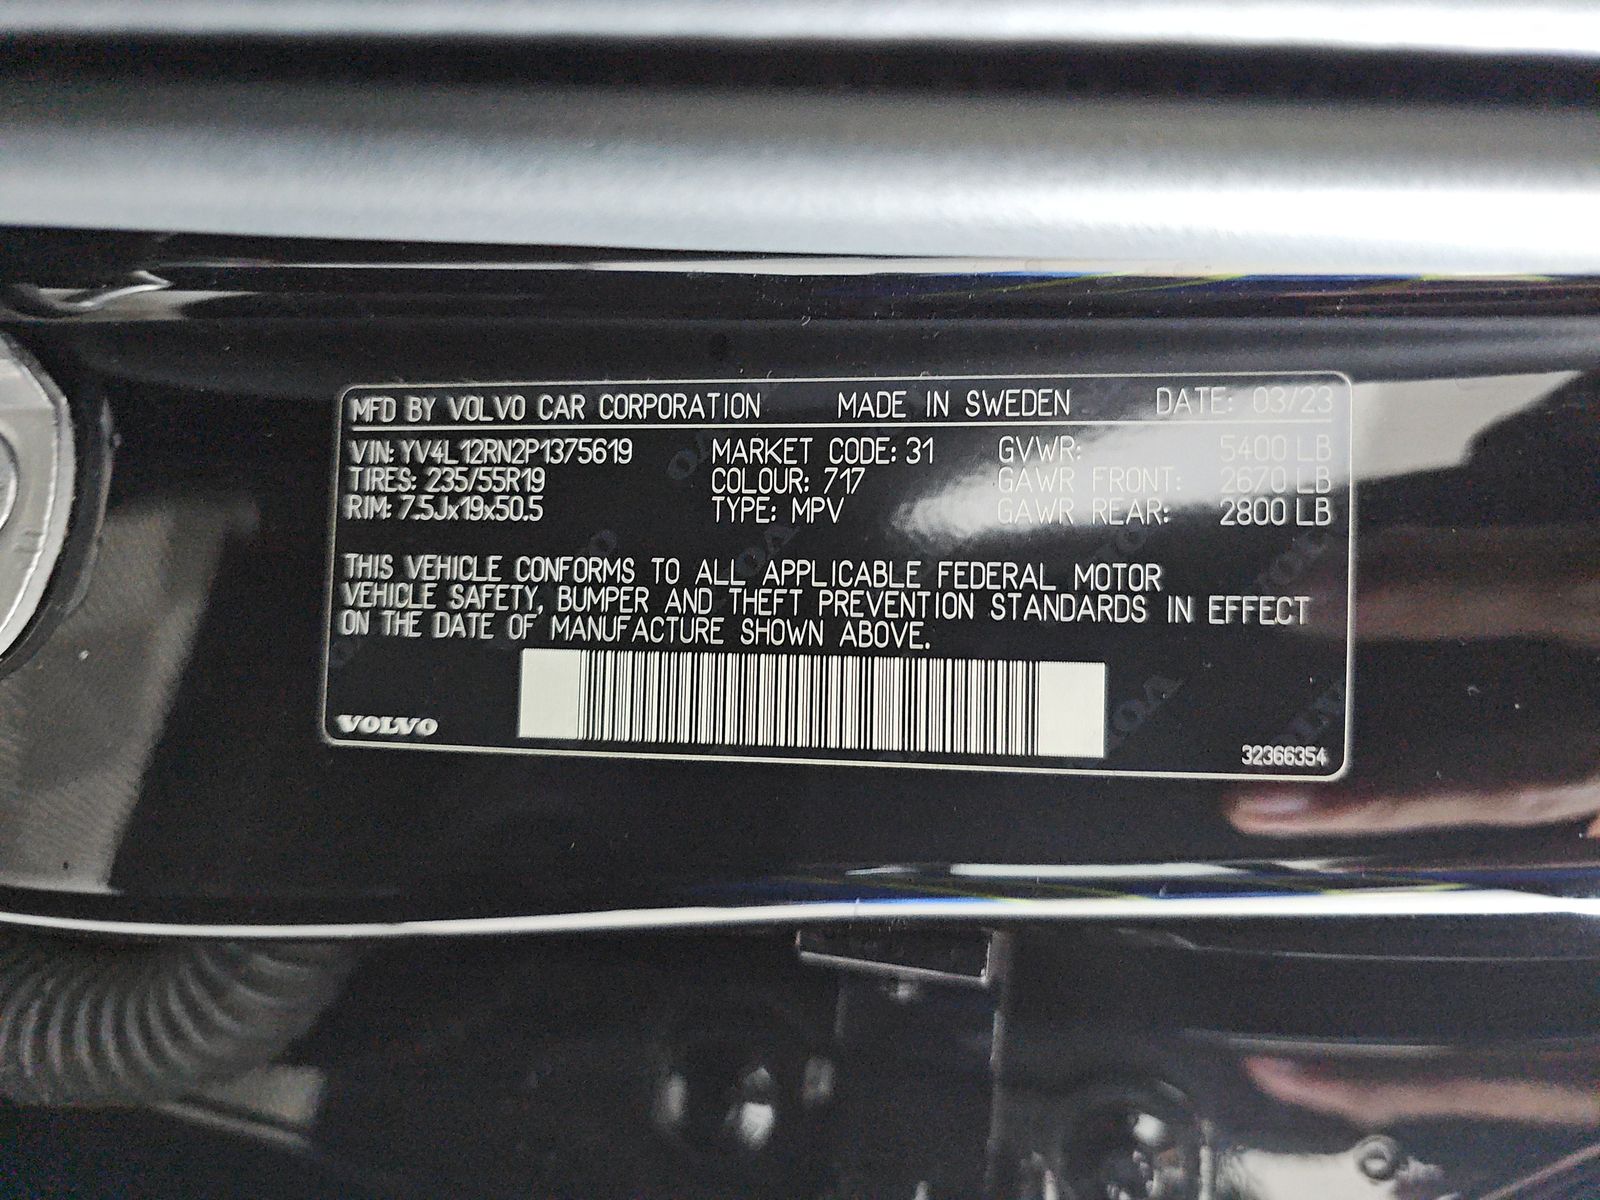 MFD BY VOLVO CAR CORPORATION MADE IN SWEDEN DATE: 03/23
VIN: YV4L12RN2P1375619 MARKET CODE: 31 GVWR: 5400 LB
TIRES: 235/55R19 COLOUR: 717 GAWR FRONT: 2670 LB
RIM: 7.5Jx19x50.5 TYPE: MPV GAWR REAR: 2800 LB
THIS VEHICLE CONFORMS TO ALL APPLICABLE FEDERAL MOTOR
VEHICLE SAFETY, BUMPER AND THEFT PREVENTION STANDARDS IN EFFECT
ON THE DATE OF MANUFACTURE SHOWN ABOVE.
VOLVO
32366354